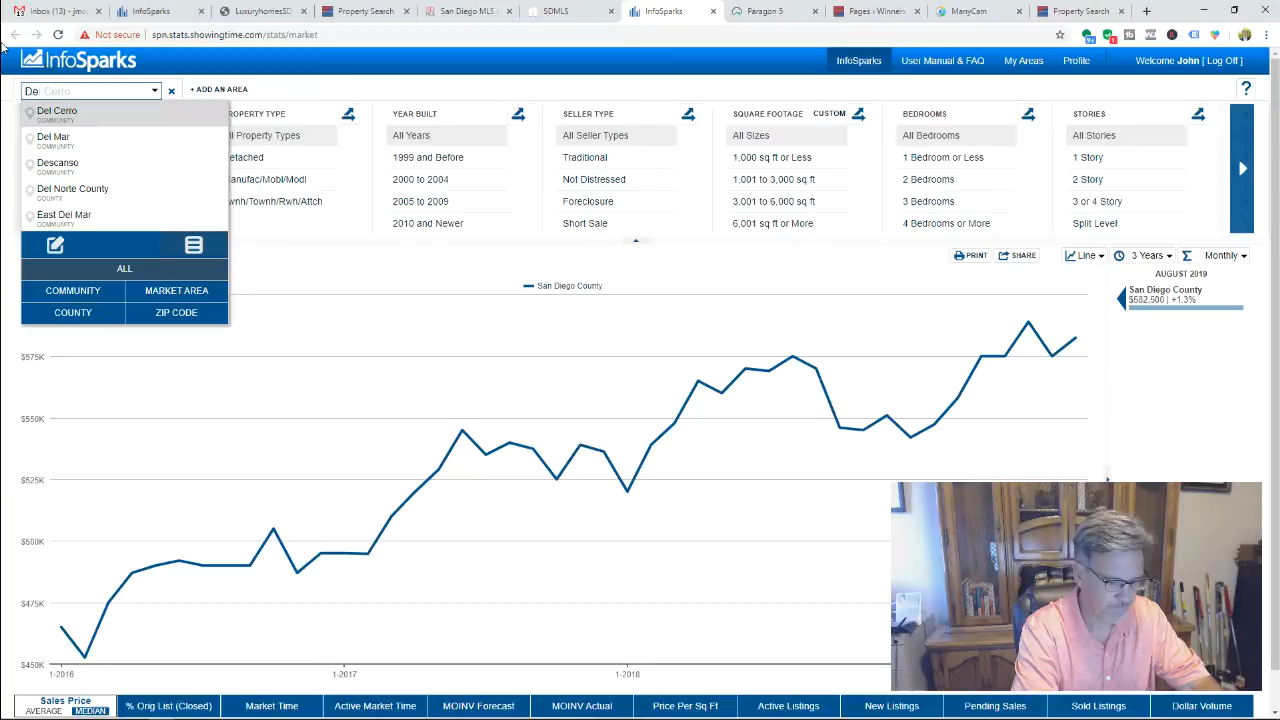 Inbox (13) - jmcu
InfoSparks
LuxuryhomesSD
Property Search
San Diego MLS in
SDMLS
InfoSparks
Paragon 5
Pages ‹ Winners
ManyCam
Property Search
Not secure
spn.stats.showingtime.com/stats/market
InfoSparks
InfoSparks
User Manual & FAQ
My Areas
Profile
Welcome John [ Log Off ]
Del Cerro
+ ADD AN AREA
?
Del Cerro
COMMUNITY
Del Mar
COMMUNITY
Descanso
COMMUNITY
Del Norte County
COUNTY
East Del Mar
COMMUNITY
ALL
COMMUNITY
MARKET AREA
COUNTY
ZIP CODE
ROPERTY TYPE
ll Property Types
etached
anufac/Mobl/Modl
wnh/Townh/Rwh/Attch
YEAR BUILT
All Years
1999 and Before
2000 to 2004
2005 to 2009
2010 and Newer
SELLER TYPE
All Seller Types
Traditional
Not Distressed
Foreclosure
Short Sale
SQUARE FOOTAGE
CUSTOM
All Sizes
1,000 sq ft or Less
1,001 to 3,000 sq ft
3,001 to 6,000 sq ft
6,001 sq ft or More
BEDROOMS
All Bedrooms
1 Bedroom or Less
2 Bedrooms
3 Bedrooms
4 Bedrooms or More
STORIES
All Stories
1 Story
2 Story
3 or 4 Story
Split Level
PRINT
SHARE
Line
3 Years
Σ Monthly
San Diego County
AUGUST 2019
San Diego County
$582,500 | +1.3%
$575K
$550K
$525K
$500K
$475K
$450K
1-2016
1-2017
1-2018
Sales Price
AVERAGE MEDIAN
% Orig List (Closed)
Market Time
Active Market Time
MOINV Forecast
MOINV Actual
Price Per Sq Ft
Active Listings
New Listings
Pending Sales
Sold Listings
Dollar Volume